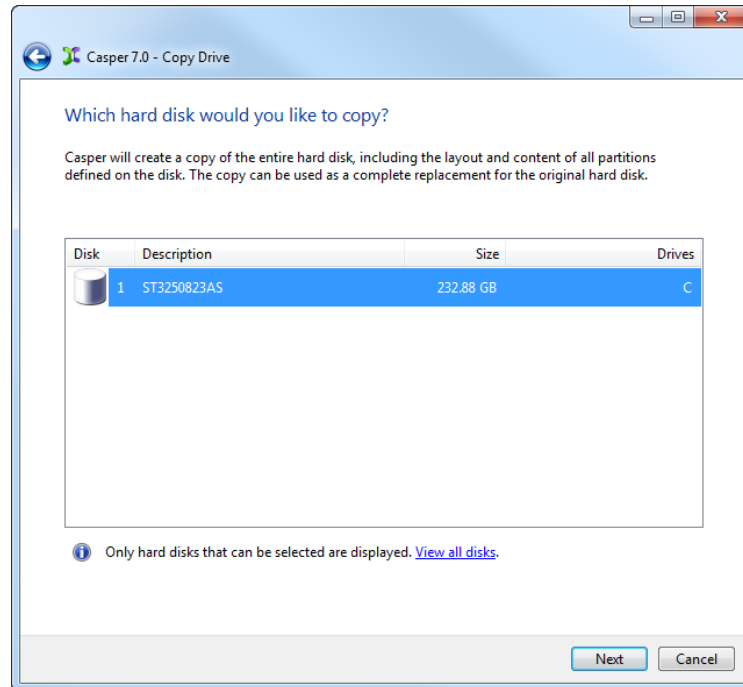 Casper 7.0 - Copy Drive
Which hard disk would you like to copy?
Casper will create a copy of the entire hard disk, including the layout and content of all partitions
defined on the disk. The copy can be used as a complete replacement for the original hard disk.
Disk Description Size Drives
1 ST3250823AS 232.88 GB C
Only hard disks that can be selected are displayed. View all disks.
Next Cancel